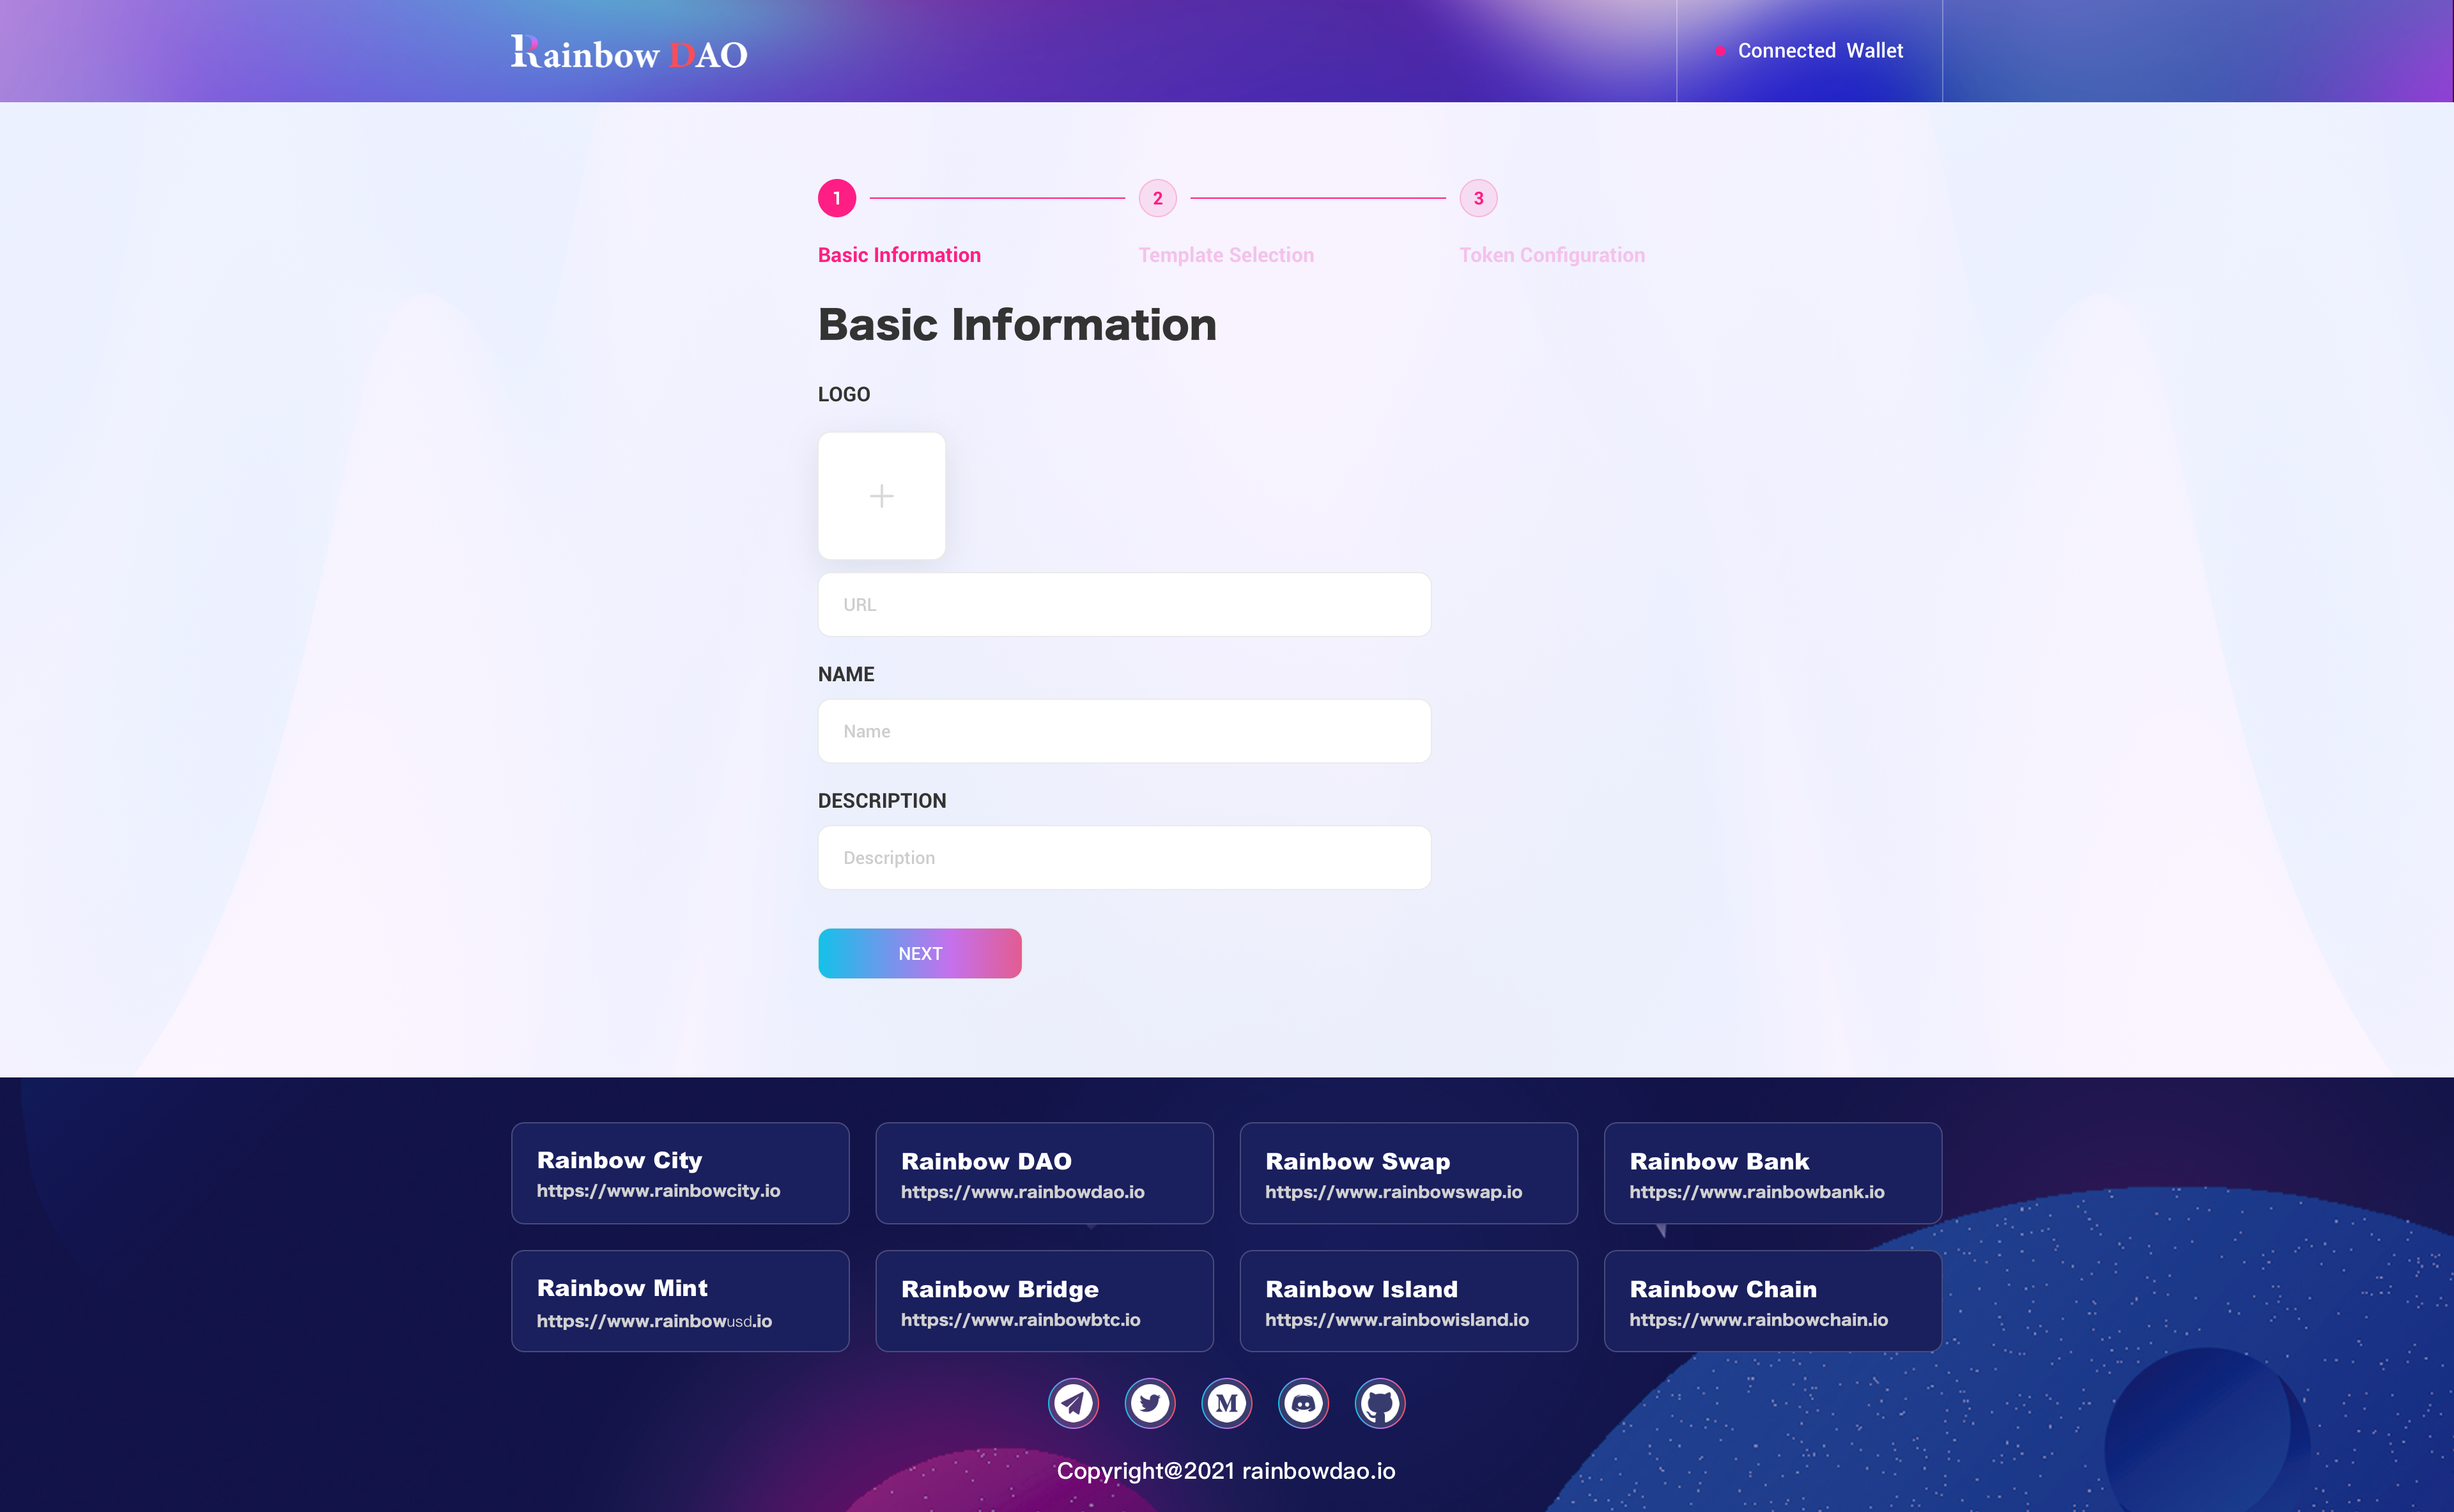 Rainbow DAO
Connected Wallet
1
2
3
Basic Information
Template Selection
Token Configuration
Basic Information
LOGO
URL
NAME
Name
DESCRIPTION
Description
NEXT
Rainbow City
https://www.rainbowcity.io
Rainbow DAO
https://www.rainbowdao.io
Rainbow Swap
https://www.rainbowswap.io
Rainbow Bank
https://www.rainbowbank.io
Rainbow Mint
https://www.rainbowusd.io
Rainbow Bridge
https://www.rainbowbtc.io
Rainbow Island
https://www.rainbowisland.io
Rainbow Chain
https://www.rainbowchain.io
M
Copyright@2021 rainbowdao.io